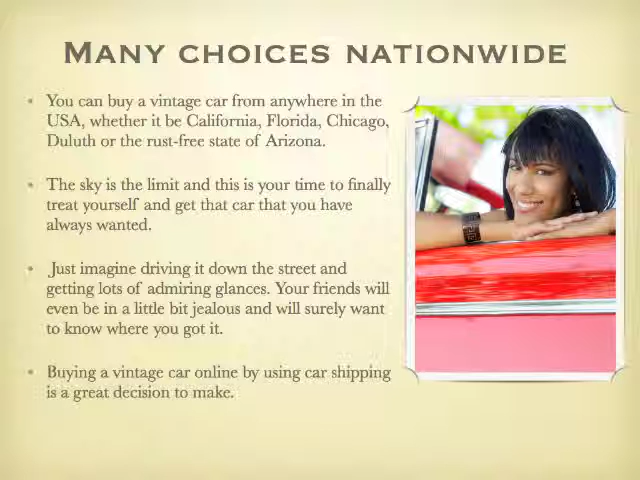 MANY CHOICES NATIONWIDE
• You can buy a vintage car from anywhere in the
USA, whether it be California, Florida, Chicago,
Duluth or the rust-free state of Arizona.
• The sky is the limit and this is your time to finally
treat yourself and get that car that you have
always wanted.
• Just imagine driving it down the street and
getting lots of admiring glances. Your friends will
even be in a little bit jealous and will surely want
to know where you got it.
• Buying a vintage car online by using car shipping
is a great decision to make.